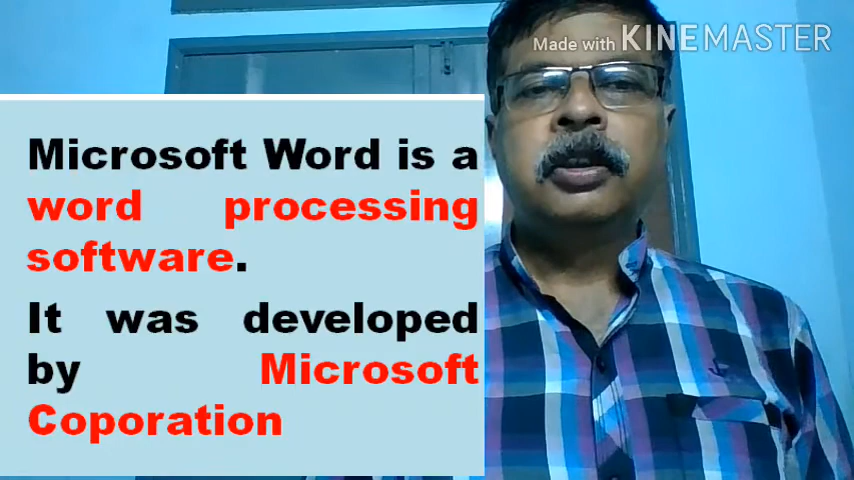 Made with KINEMASTER
Microsoft Word is a
word processing
software.
It was developed
by Microsoft
Coporation